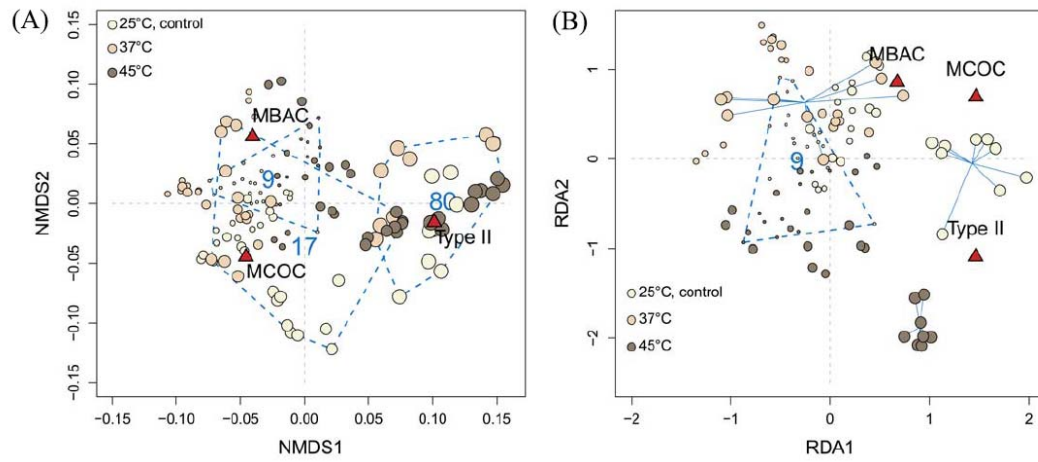 (A)
(B)
25°C, control
37°C
45°C
MBAC
9
80
17
Type II
MCOC
0.15
0.10
0.05
0.00
−0.05
−0.10
−0.15
NMDS2
−0.15
−0.10
−0.05
0.00
0.05
0.10
0.15
NMDS1
MBAC
MCOC
9
Type II
25°C, control
37°C
45°C
1
0
−1
−2
RDA2
−2
−1
0
1
2
RDA1